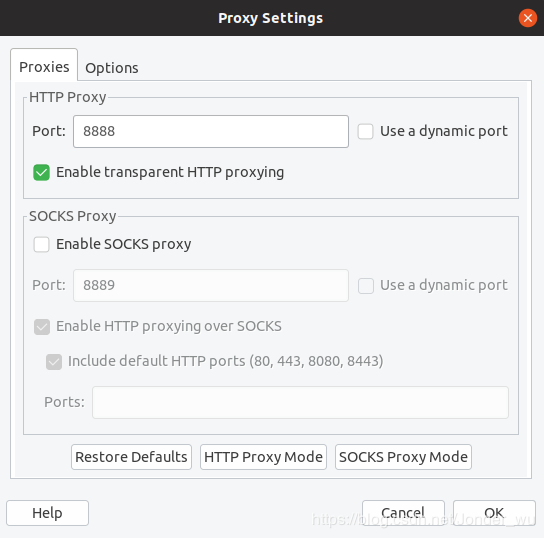 Proxy Settings
Proxies Options
HTTP Proxy
Port: 8888 Use a dynamic port
Enable transparent HTTP proxying
SOCKS Proxy
Enable SOCKS proxy
Port: 8889 Use a dynamic port
Enable HTTP proxying over SOCKS
Include default HTTP ports (80, 443, 8080, 8443)
Ports:
Restore Defaults HTTP Proxy Mode SOCKS Proxy Mode
Help Cancel OK
https://blog.csdn.net/Jonder_wu